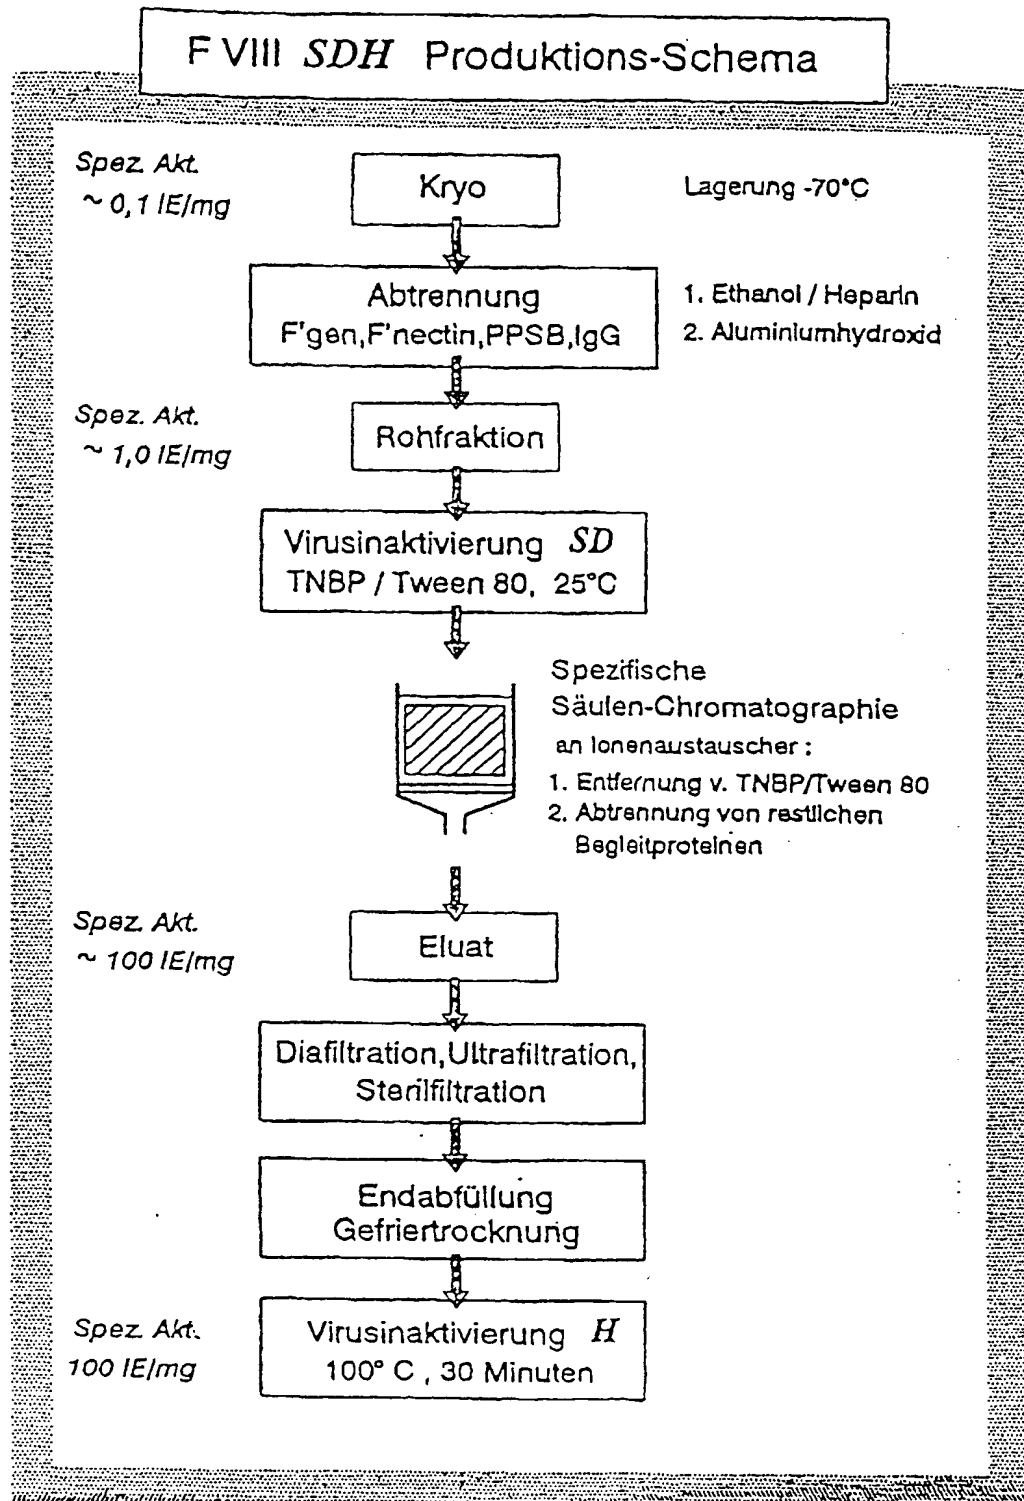 F VIII SDH Produktions-Schema
Spez. Akt.
~ 0,1 IE/mg
Kryo
Lagerung -70°C
Abtrennung
F'gen,F'nectin,PPSB,IgG
1. Ethanol / Heparin
2. Aluminiumhydroxid
Spez. Akt.
~ 1,0 IE/mg
Rohfraktion
Virusinaktivierung SD
TNBP / Tween 80, 25°C
Spezifische
Säulen-Chromatographie
an Ionenaustauscher :
1. Entfernung v. TNBP/Tween 80
2. Abtrennung von restlichen
Begleitproteinen
Spez. Akt.
~ 100 IE/mg
Eluat
Diafiltration,Ultrafiltration,
Sterilfiltration
Endabfüllung
Gefriertrocknung
Spez. Akt.
100 IE/mg
Virusinaktivierung H
100° C , 30 Minuten